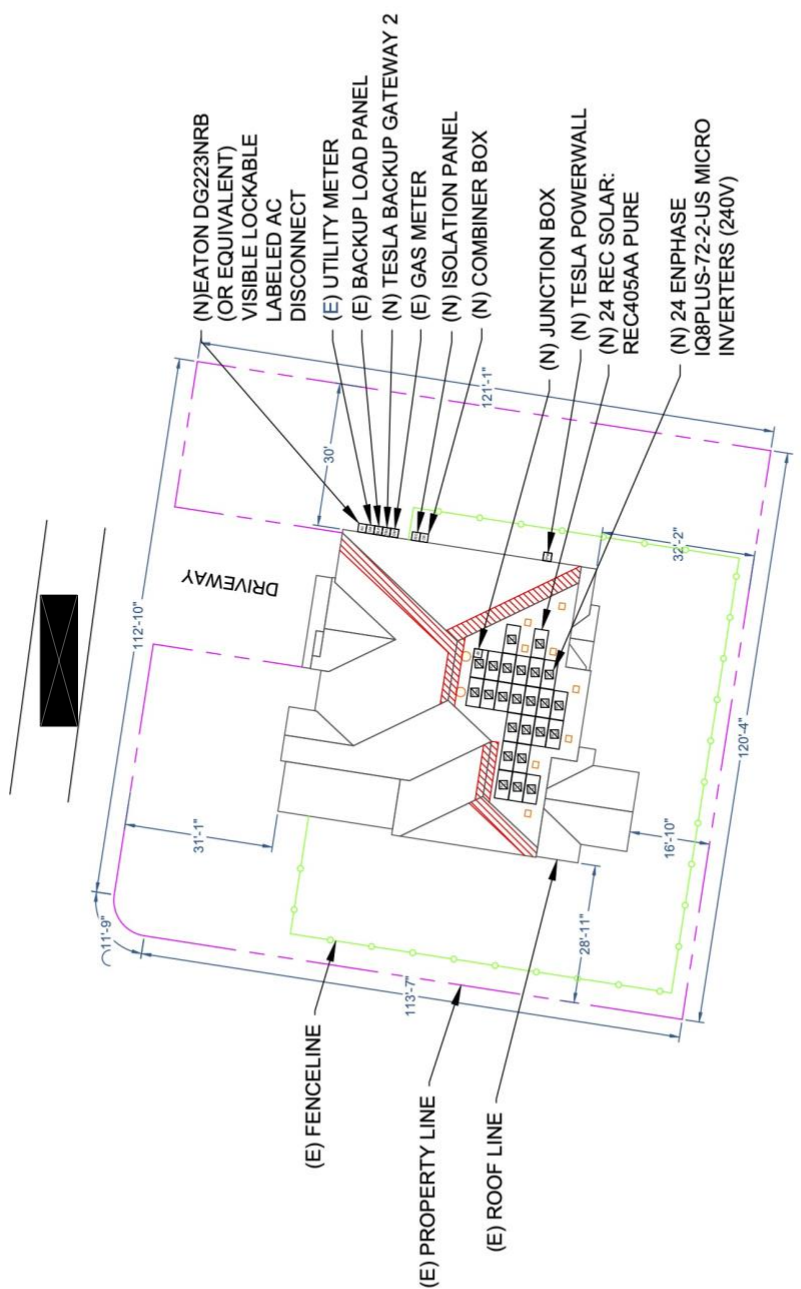 (N)EATON DG223NRB
(OR EQUIVALENT)
VISIBLE LOCKABLE
LABELED AC
DISCONNECT
(E) UTILITY METER
(E) BACKUP LOAD PANEL
(N) TESLA BACKUP GATEWAY 2
(E) GAS METER
(N) ISOLATION PANEL
(N) COMBINER BOX
(N) JUNCTION BOX
(N) TESLA POWERWALL
(N) 24 REC SOLAR:
REC405AA PURE
(N) 24 ENPHASE
IQ8PLUS-72-2-US MICRO
INVERTERS (240V)
121'-1"
30'
32'-2"
DRIVEWAY
112'-10"
120'-4"
31'-1"
16'-10"
11'-9"
28'-11"
113'-7"
(E) FENCELINE
(E) PROPERTY LINE
(E) ROOF LINE